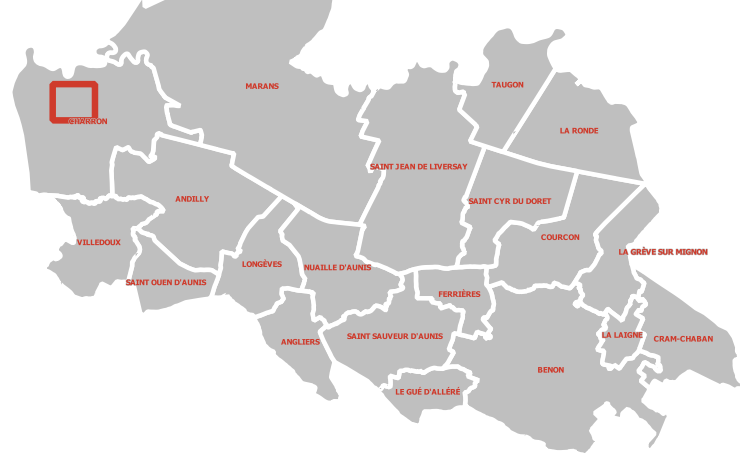 TAUGON
MARANS
CHARRON
LA RONDE
SAINT JEAN DE LIVERSAY
ANDILLY
SAINT CYR DU DORET
COURCON
VILLEDOUX
LA GRÈVE SUR MIGNON
LONGÈVES
NUAILLE D'AUNIS
SAINT OUEN D'AUNIS
FERRIÈRES
LA LAIGNE
SAINT SAUVEUR D'AUNIS
CRAM-CHABAN
ANGLIERS
BENON
LE GUÉ D'ALLÉRÉ